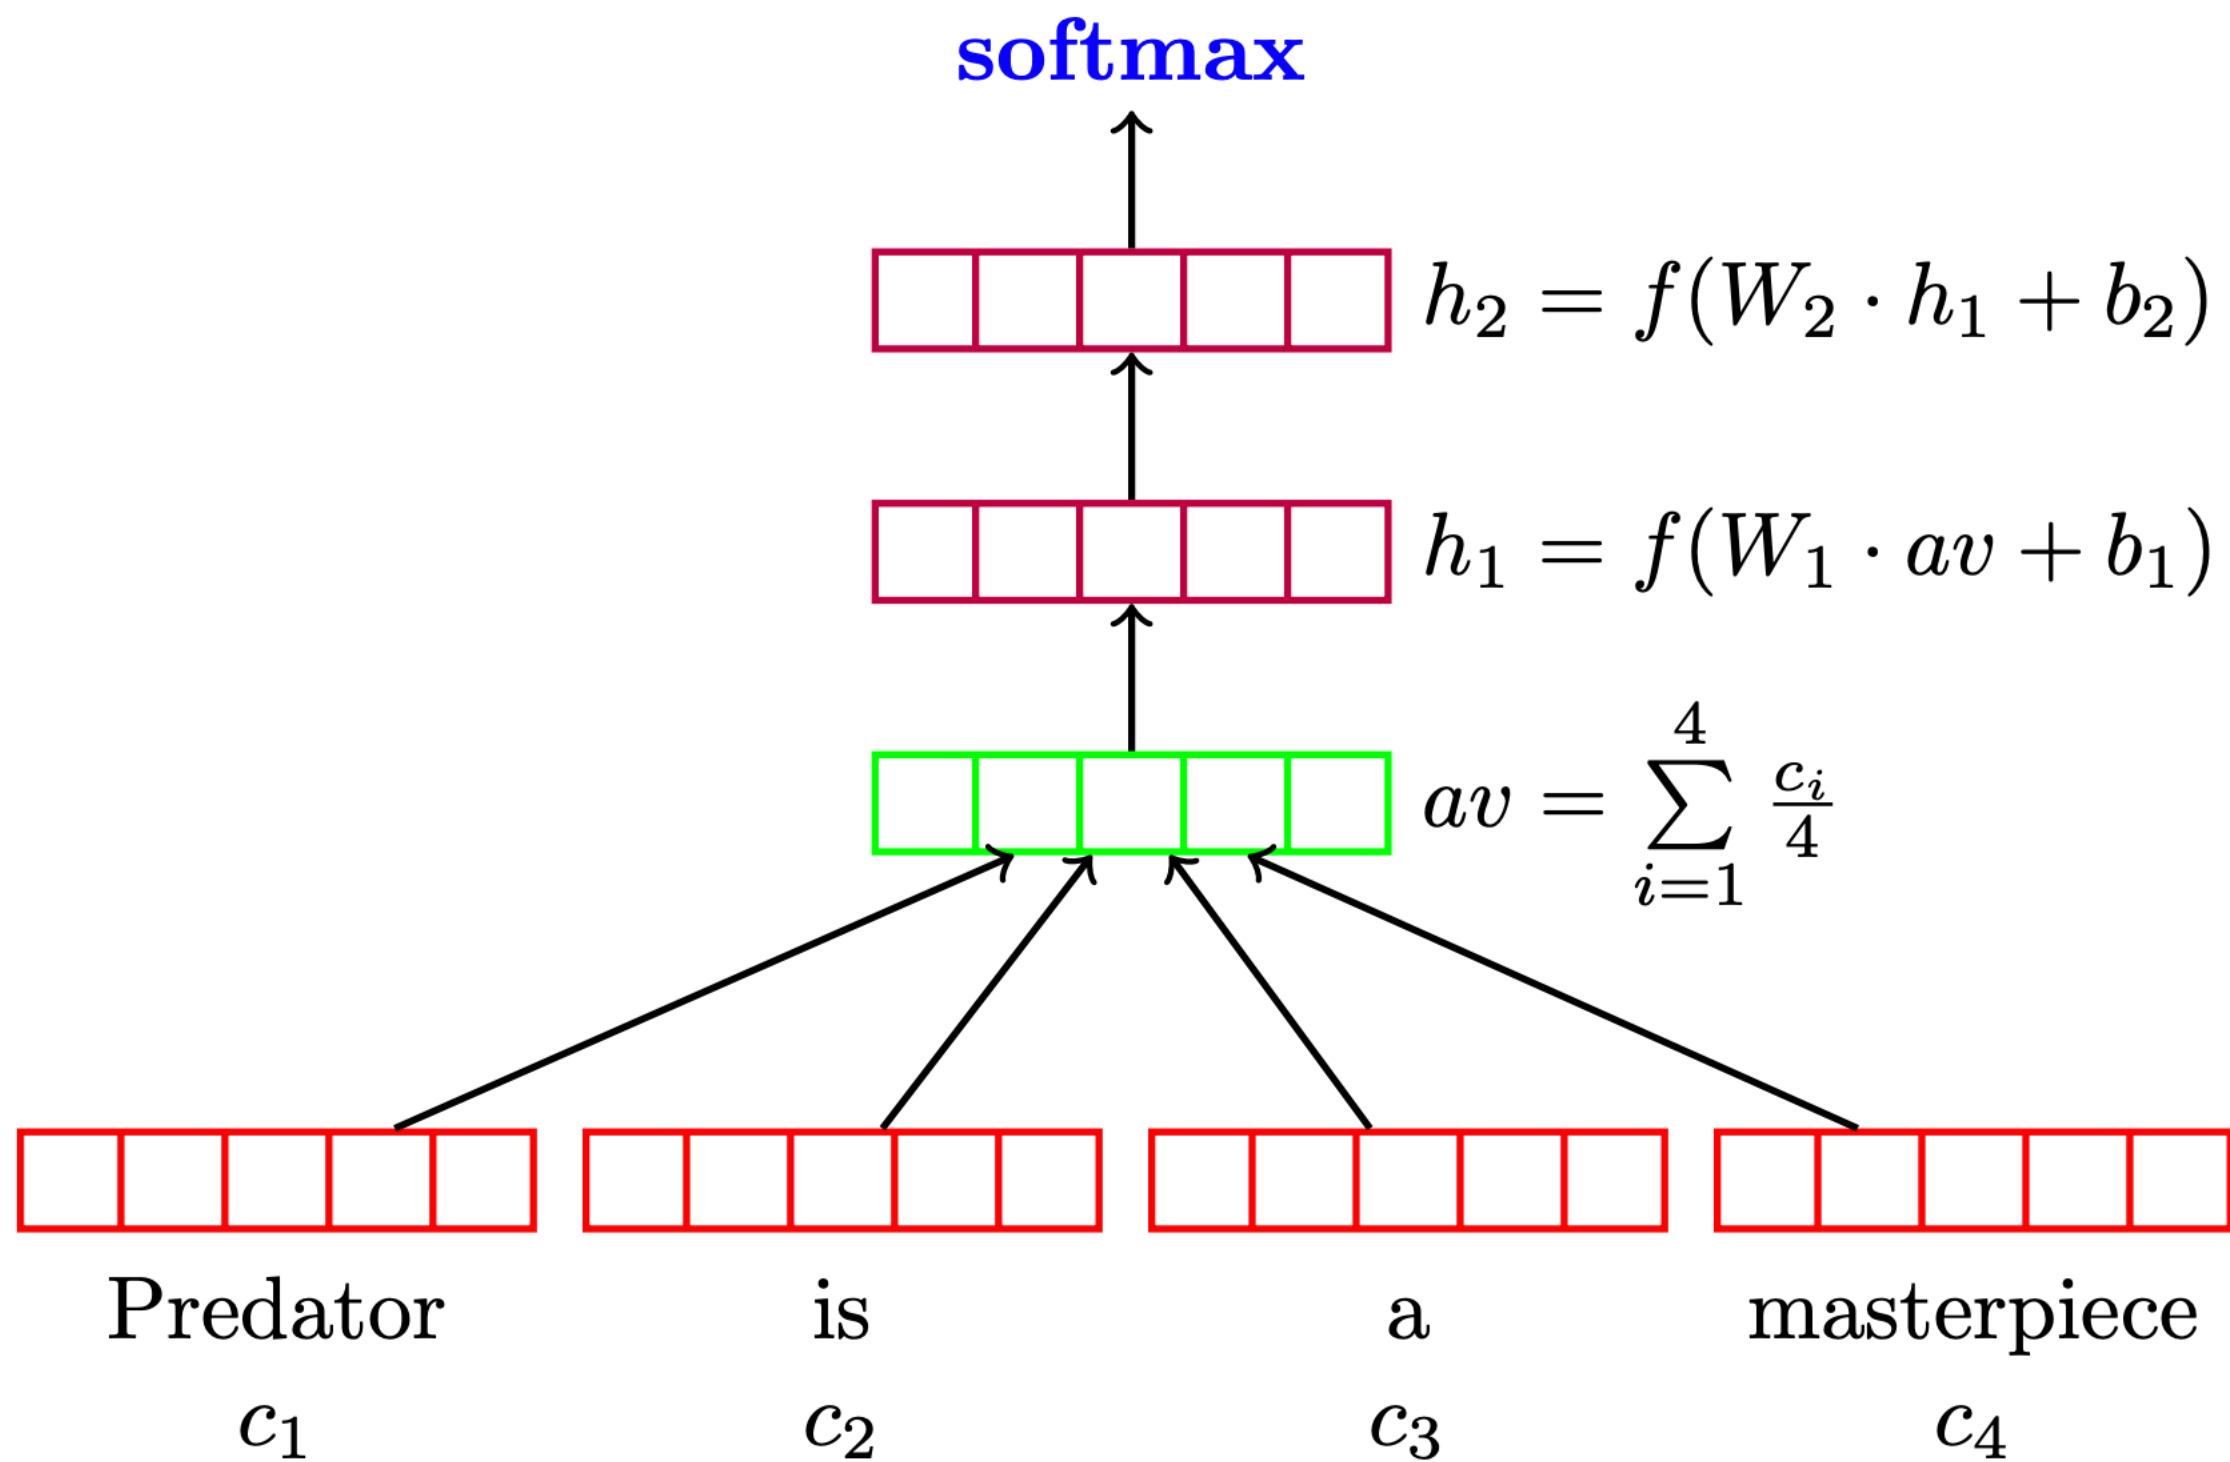 softmax
h₂ = f(W₂ · h₁ + b₂)
h₁ = f(W₁ · av + b₁)
av = ∑_{i=1}^{4} c_i/4
Predator is a masterpiece
c₁ c₂ c₃ c₄